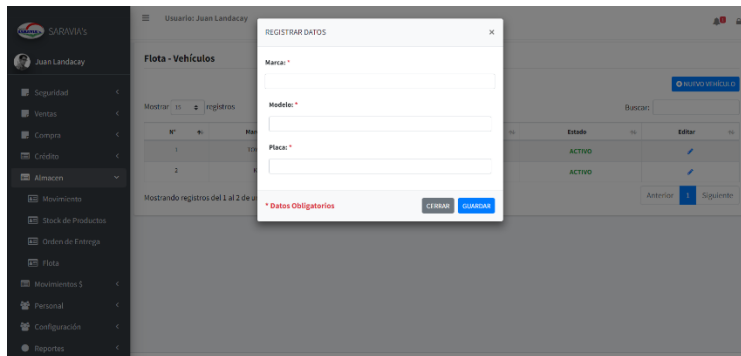 Usuario: Juan Landacay
SARAVIA's
Juan Landacay
Seguridad
Ventas
Compra
Crédito
Almacen
Movimiento
Stock de Productos
Orden de Entrega
Flota
Movimientos $
Personal
Configuración
Reportes
Flota - Vehículos
NUEVO VEHÍCULO
Mostrar registros
Buscar:
N° Estado Editar
1 ACTIVO
2 ACTIVO
Mostrando registros del 1 al 2 de
Anterior 1 Siguiente
REGISTRAR DATOS ×
Marca: *
Modelo: *
Placa: *
* Datos Obligatorios CERRAR GUARDAR